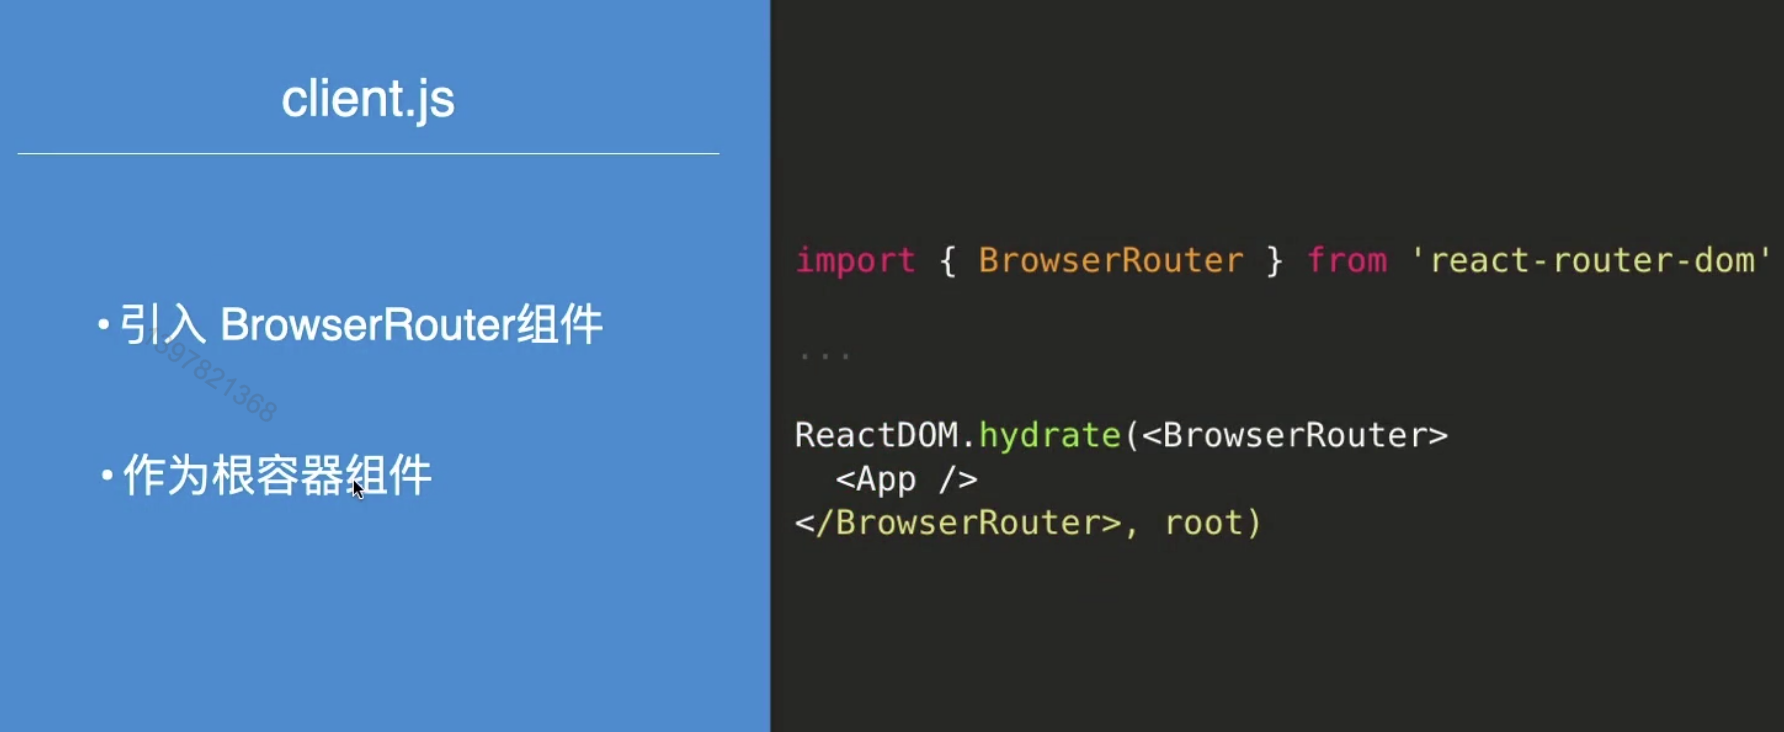 client.js
• 引入 BrowserRouter组件
• 作为根容器组件
import { BrowserRouter } from 'react-router-dom'
...
ReactDOM.hydrate(<BrowserRouter>
  <App />
</BrowserRouter>, root)